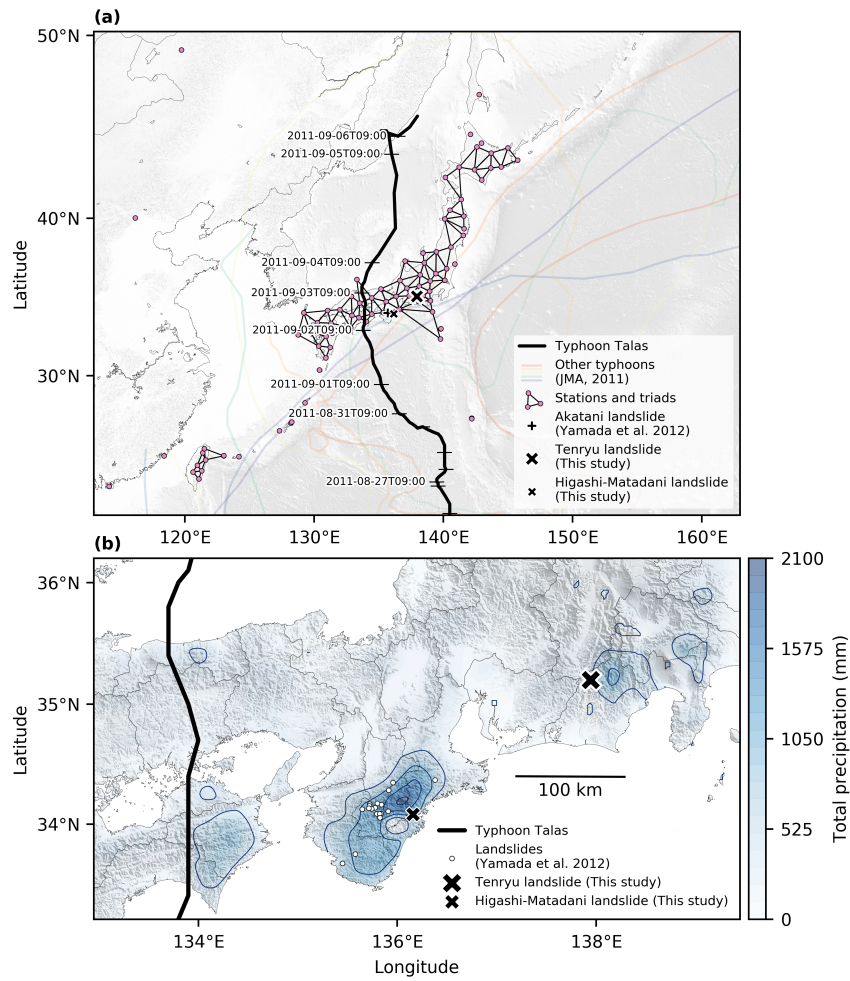 (a)
50°N
40°N
30°N
Latitude
2011-09-06T09:00
2011-09-05T09:00
2011-09-04T09:00
2011-09-03T09:00
2011-09-02T09:00
2011-09-01T09:00
2011-08-31T09:00
2011-08-27T09:00
Typhoon Talas
Other typhoons
(JMA, 2011)
Stations and triads
Akatani landslide
(Yamada et al. 2012)
Tenryu landslide
(This study)
Higashi-Matadani landslide
(This study)
120°E 130°E 140°E 150°E 160°E
(b)
36°N
35°N
34°N
Latitude
100 km
Typhoon Talas
Landslides
(Yamada et al. 2012)
Tenryu landslide (This study)
Higashi-Matadani landslide (This study)
134°E 136°E 138°E
Longitude
2100
1575
1050
525
0
Total precipitation (mm)